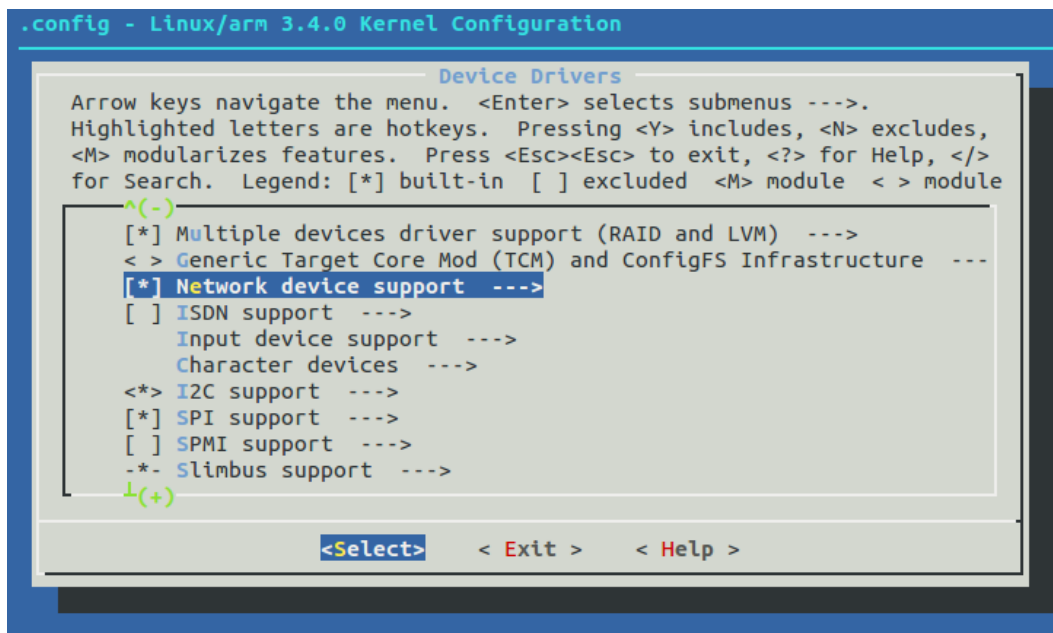 .config - Linux/arm 3.4.0 Kernel Configuration
Device Drivers
Arrow keys navigate the menu.  <Enter> selects submenus --->.
Highlighted letters are hotkeys.  Pressing <Y> includes, <N> excludes,
<M> modularizes features.  Press <Esc><Esc> to exit, <?> for Help, </>
for Search.  Legend: [*] built-in  [ ] excluded  <M> module  < > module
^(-)
[*] Multiple devices driver support (RAID and LVM)  --->
< > Generic Target Core Mod (TCM) and ConfigFS Infrastructure  ---
[*] Network device support  --->
[ ] ISDN support  --->
Input device support  --->
Character devices  --->
<*> I2C support  --->
[*] SPI support  --->
[ ] SPMI support  --->
-*- Slimbus support  --->
┴(+)
<Select>    < Exit >    < Help >